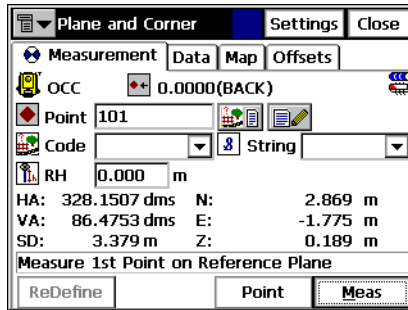 Plane and Corner Settings Close
Measurement Data Map Offsets
OCC 0.0000(BACK)
Point 101
Code String
RH 0.000 m
HA: 328.1507 dms N: 2.869 m
VA: 86.4753 dms E: -1.775 m
SD: 3.379 m Z: 0.189 m
Measure 1st Point on Reference Plane
ReDefine Point Meas